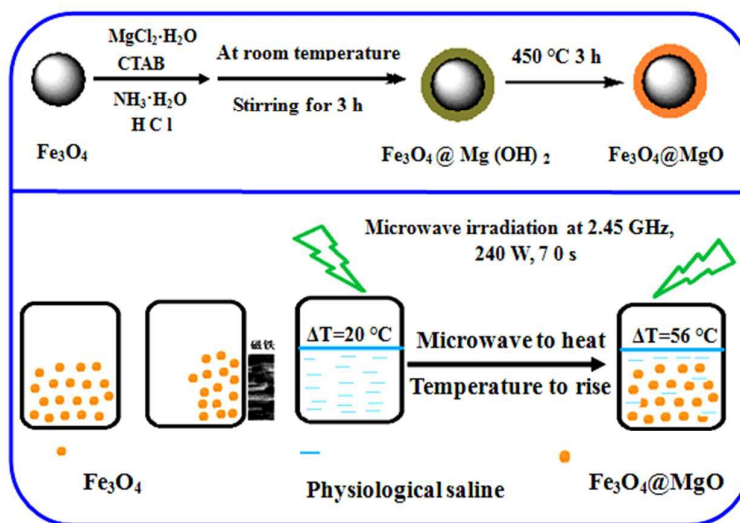 MgCl₂·H₂O
CTAB
NH₃·H₂O
H C l
At room temperature
Stirring for 3 h
450 °C 3 h
Fe₃O₄
Fe₃O₄ @ Mg (OH) ₂
Fe₃O₄@MgO
Microwave irradiation at 2.45 GHz,
240 W, 7 0 s
磁铁
ΔT=20 °C
Microwave to heat
Temperature to rise
ΔT=56 °C
Fe₃O₄
Physiological saline
Fe₃O₄@MgO